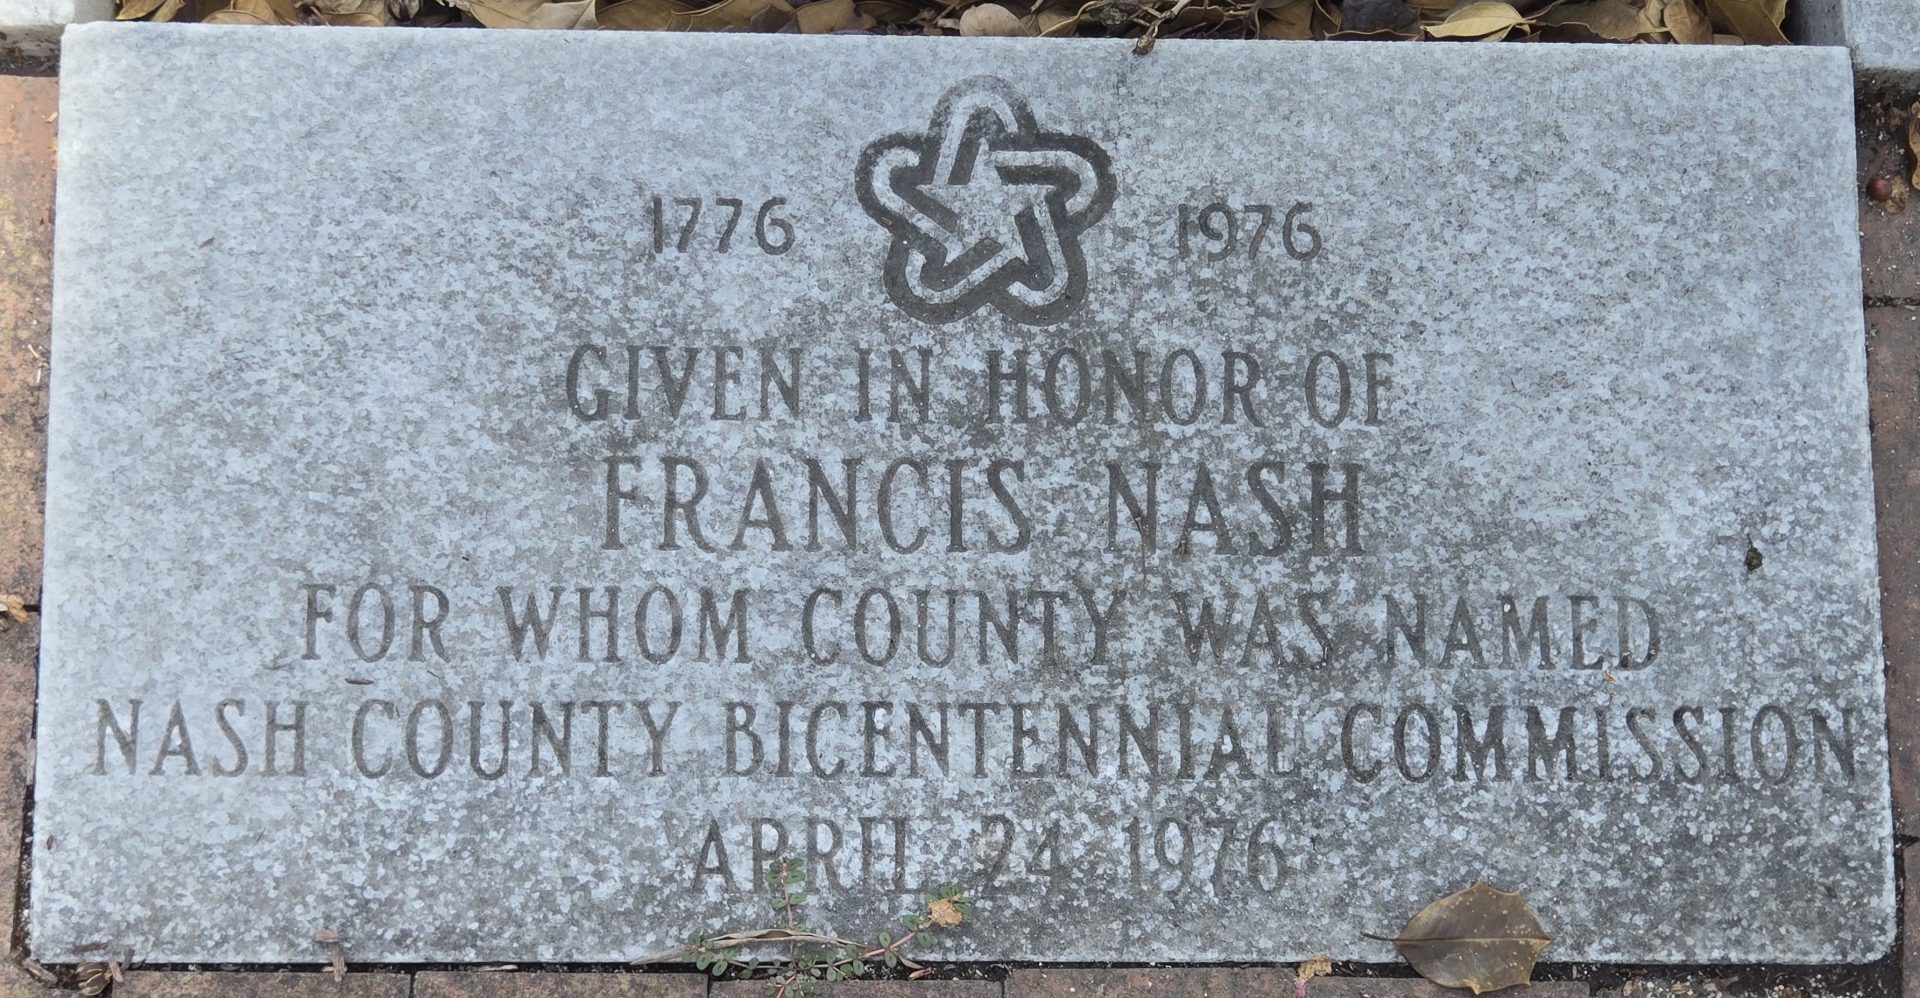 1776 1976
GIVEN IN HONOR OF
FRANCIS NASH
FOR WHOM COUNTY WAS NAMED
NASH COUNTY BICENTENNIAL COMMISSION
APRIL 24 1976